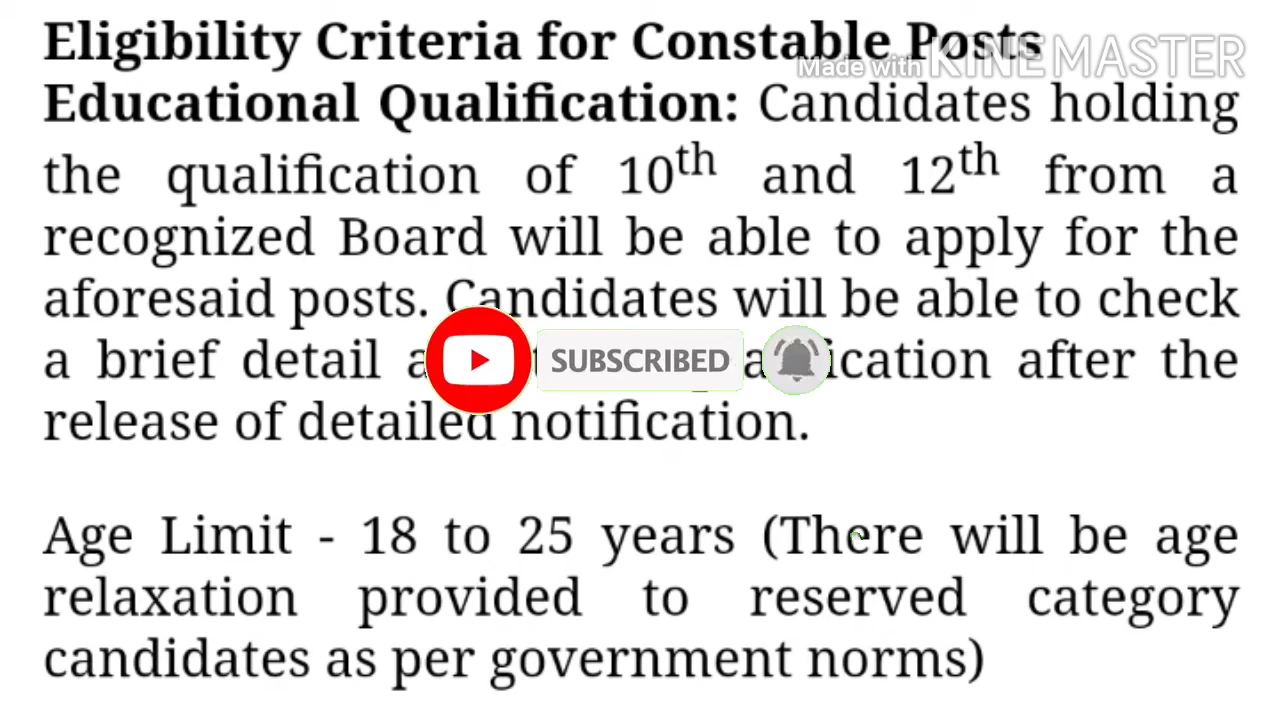 Eligibility Criteria for Constable Posts
Made with KINEMASTER
Educational Qualification: Candidates holding
the qualification of 10th and 12th from a
recognized Board will be able to apply for the
aforesaid posts. Candidates will be able to check
a brief detail after the
SUBSCRIBED
release of detailed notification.
Age Limit - 18 to 25 years (There will be age
relaxation provided to reserved category
candidates as per government norms)